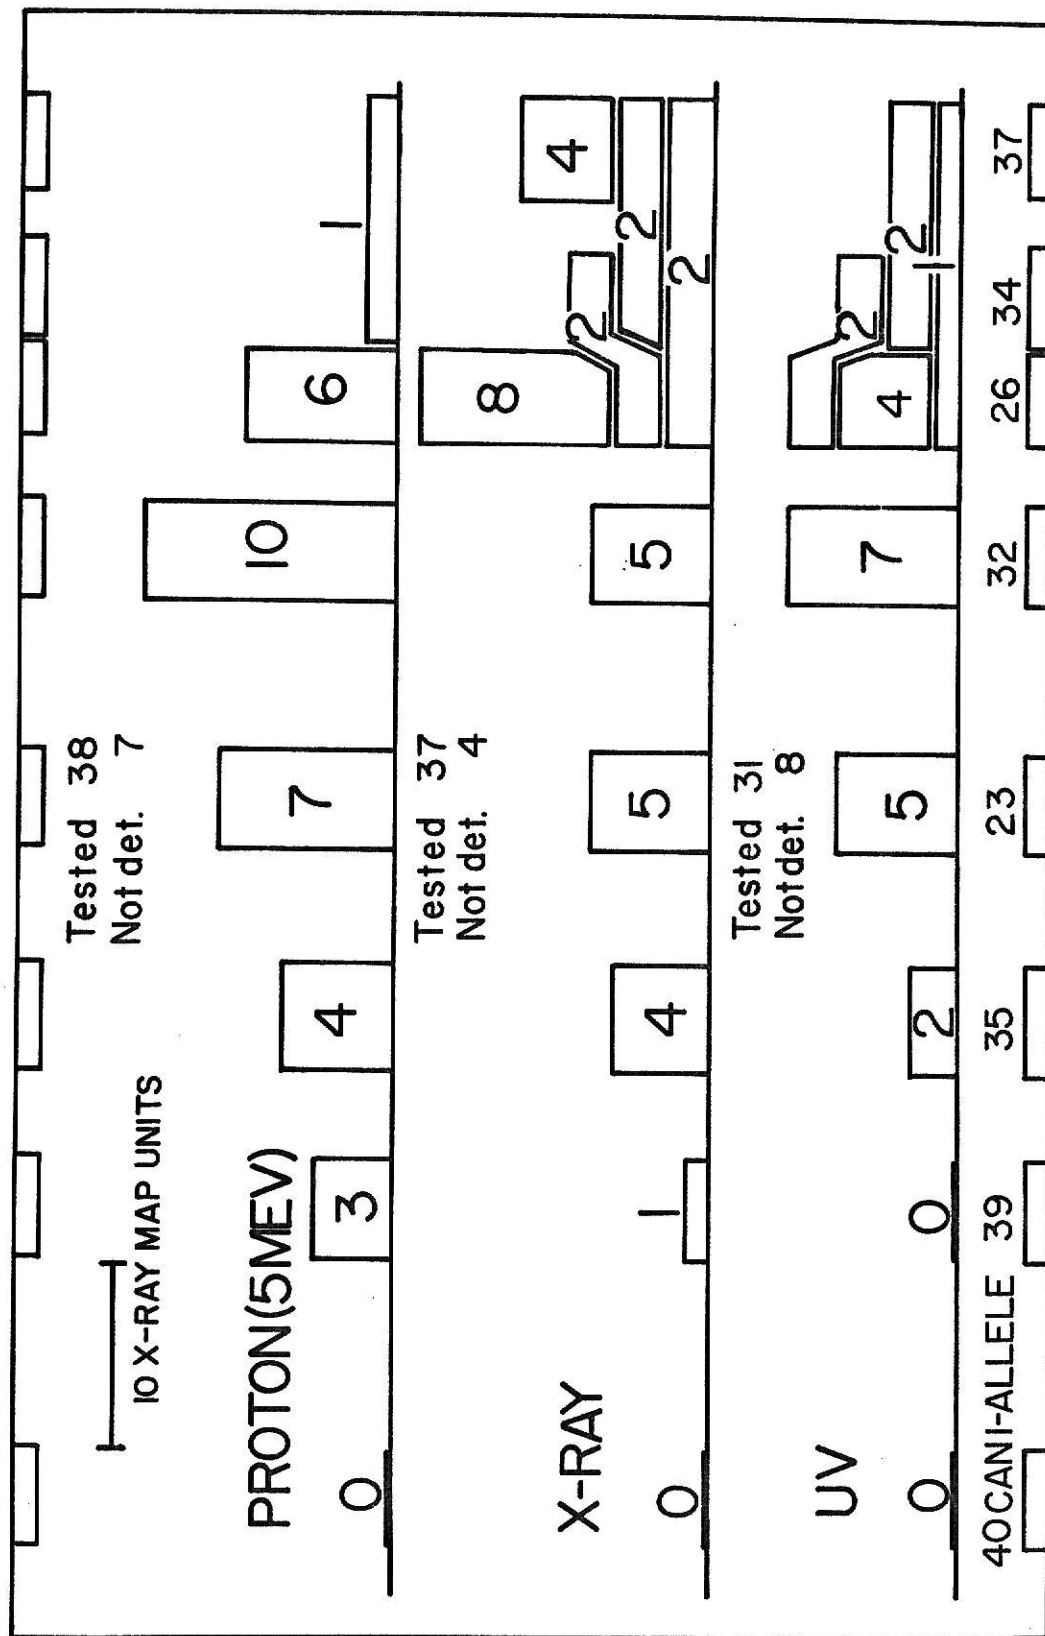 10 X-RAY MAP UNITS
Tested 38
Not det. 7
PROTON (5MEV)
0
3
4
7
10
6
1
Tested 37
Not det. 4
X-RAY
0
1
4
5
5
8
2
2
2
4
Tested 31
Not det. 8
UV
0
0
2
5
7
4
2
2
1
40 CANI-ALLELE 39 35 23 32 26 34 37